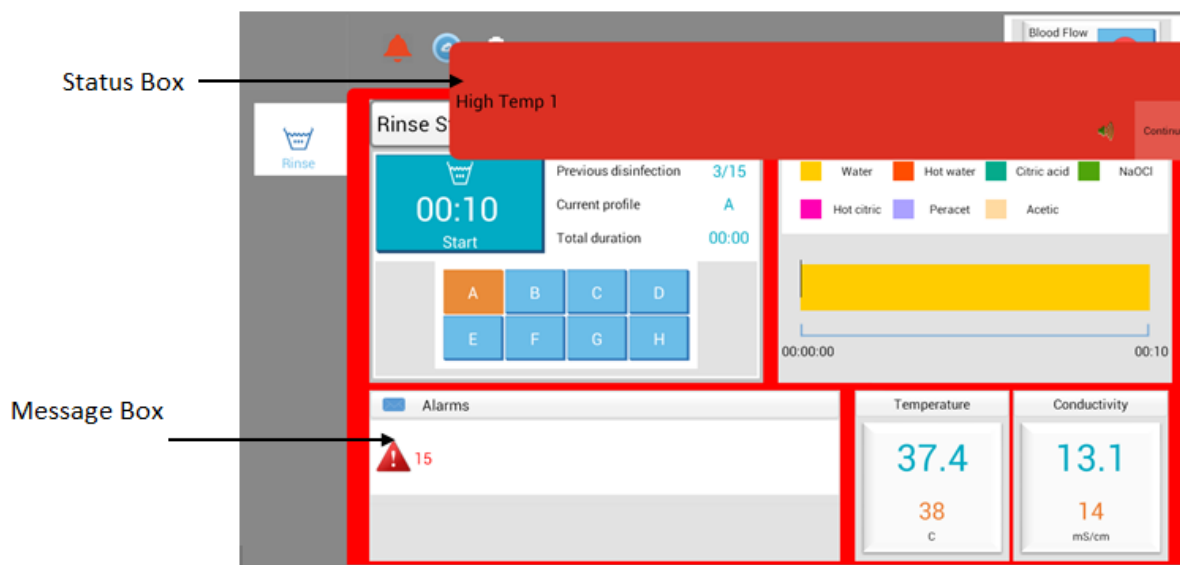 Blood Flow
Status Box
High Temp 1
Rinse S
Continu
Rinse
Previous disinfection 3/15
Water Hot water Citric acid NaOCl
00:10
Current profile A
Hot citric Peracet Acetic
Start
Total duration 00:00
A B C D
E F G H
00:00:00 00:10
Message Box
Alarms
Temperature
Conductivity
15
37.4
13.1
38
14
C
mS/cm